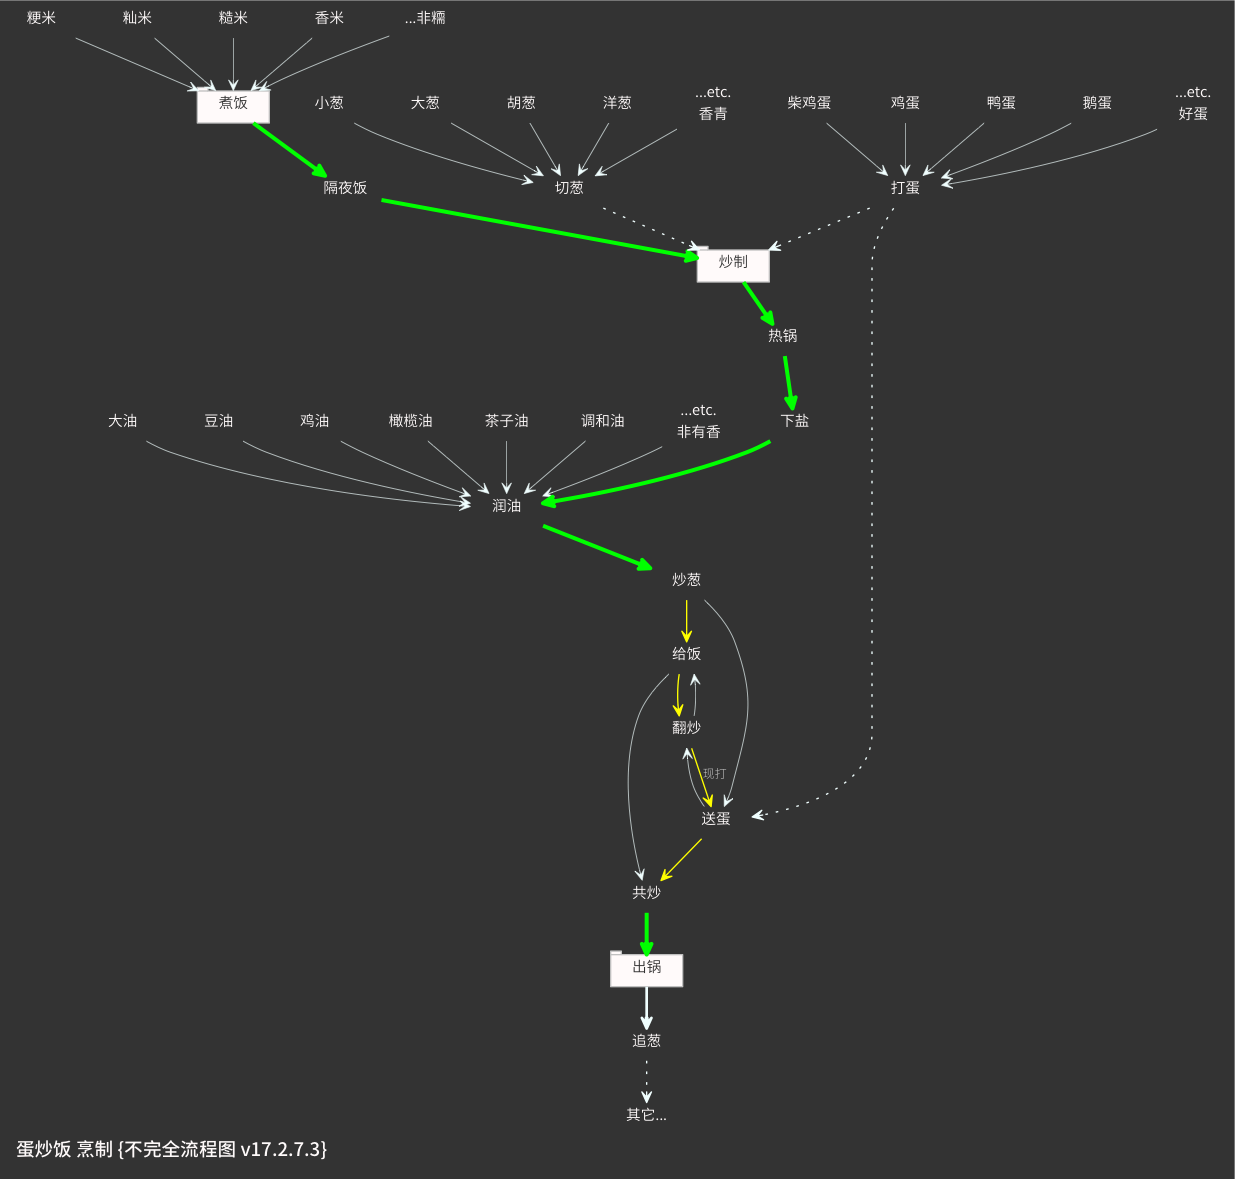 粳米
籼米
糙米
香米
...非糯
煮饭
小葱
大葱
胡葱
洋葱
...etc.
香青
柴鸡蛋
鸡蛋
鸭蛋
鹅蛋
...etc.
好蛋
隔夜饭
切葱
打蛋
炒制
热锅
大油
豆油
鸡油
橄榄油
茶子油
调和油
...etc.
非有香
下盐
润油
炒葱
给饭
翻炒
现打
送蛋
共炒
出锅
追葱
其它...
蛋炒饭 烹制 {不完全流程图 v17.2.7.3}